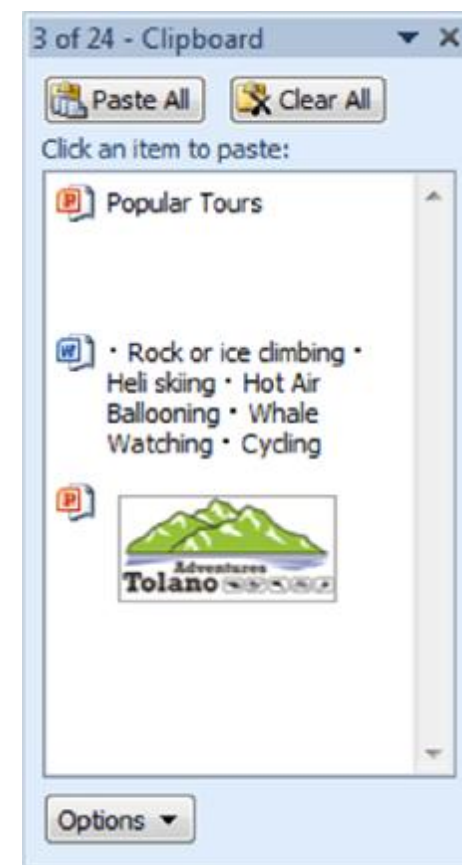 3 of 24 - Clipboard
Paste All
Clear All
Click an item to paste:
Popular Tours
• Rock or ice climbing •
Heli skiing • Hot Air
Ballooning • Whale
Watching • Cycling
Adventures
Tolano
Options